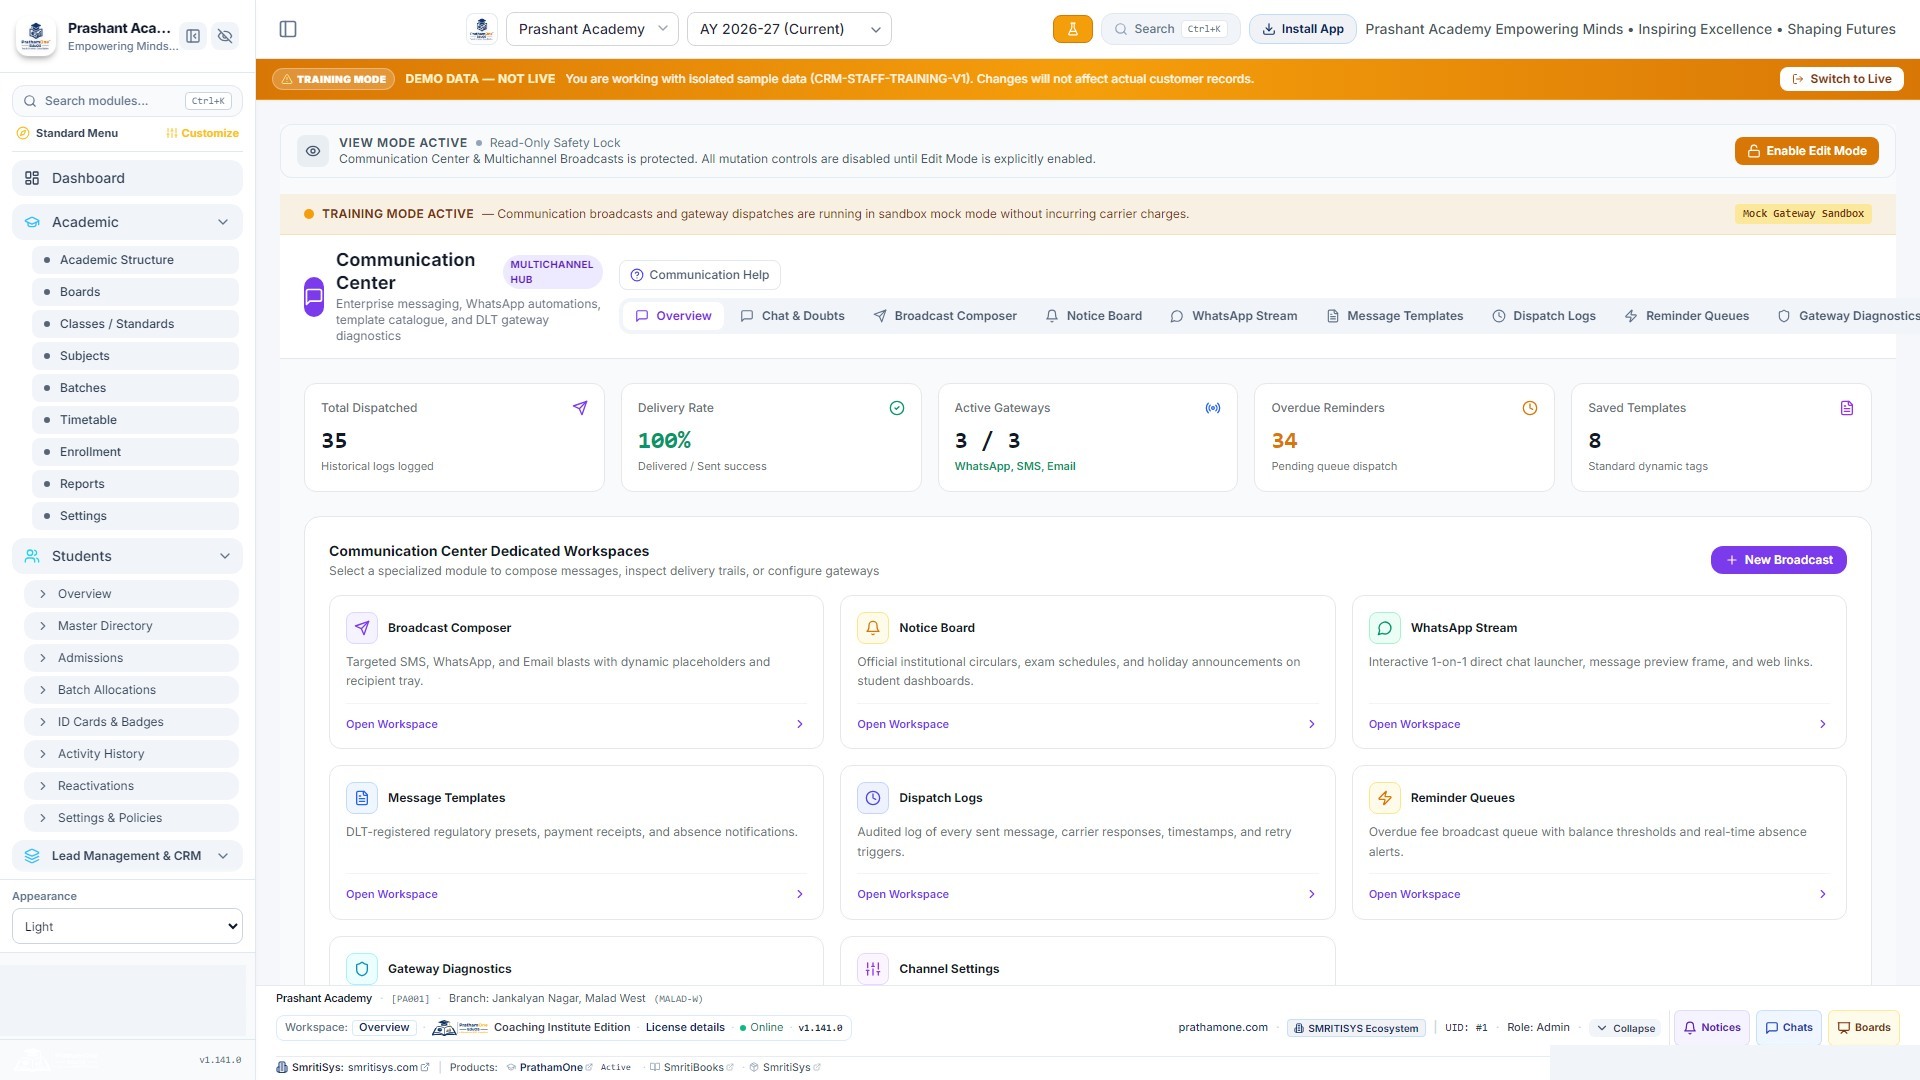 Prashant Aca...
Empowering Minds...
Search modules...
Ctrl+K
Standard Menu
Customize
Dashboard
Academic
Academic Structure
Boards
Classes / Standards
Subjects
Batches
Timetable
Enrollment
Reports
Settings
Students
Overview
Master Directory
Admissions
Batch Allocations
ID Cards & Badges
Activity History
Reactivations
Settings & Policies
Lead Management & CRM
Appearance
Light
v1.141.0
Prashant Academy
AY 2026-27 (Current)
Search Ctrl+K
Install App
Prashant Academy Empowering Minds • Inspiring Excellence • Shaping Futures
TRAINING MODE DEMO DATA — NOT LIVE You are working with isolated sample data (CRM-STAFF-TRAINING-V1). Changes will not affect actual customer records.
Switch to Live
VIEW MODE ACTIVE • Read-Only Safety Lock
Communication Center & Multichannel Broadcasts is protected. All mutation controls are disabled until Edit Mode is explicitly enabled.
Enable Edit Mode
TRAINING MODE ACTIVE — Communication broadcasts and gateway dispatches are running in sandbox mock mode without incurring carrier charges.
Mock Gateway Sandbox
Communication Center
MULTICHANNEL HUB
Enterprise messaging, WhatsApp automations,
template catalogue, and DLT gateway
diagnostics
Communication Help
Overview
Chat & Doubts
Broadcast Composer
Notice Board
WhatsApp Stream
Message Templates
Dispatch Logs
Reminder Queues
Gateway Diagnostics
Total Dispatched
35
Historical logs logged
Delivery Rate
100%
Delivered / Sent success
Active Gateways
3 / 3
WhatsApp, SMS, Email
Overdue Reminders
34
Pending queue dispatch
Saved Templates
8
Standard dynamic tags
Communication Center Dedicated Workspaces
Select a specialized module to compose messages, inspect delivery trails, or configure gateways
New Broadcast
Broadcast Composer
Targeted SMS, WhatsApp, and Email blasts with dynamic placeholders and
recipient tray.
Open Workspace
Notice Board
Official institutional circulars, exam schedules, and holiday announcements on
student dashboards.
Open Workspace
WhatsApp Stream
Interactive 1-on-1 direct chat launcher, message preview frame, and web links.
Open Workspace
Message Templates
DLT-registered regulatory presets, payment receipts, and absence notifications.
Open Workspace
Dispatch Logs
Audited log of every sent message, carrier responses, timestamps, and retry
triggers.
Open Workspace
Reminder Queues
Overdue fee broadcast queue with balance thresholds and real-time absence
alerts.
Open Workspace
Gateway Diagnostics
Channel Settings
Prashant Academy · [PA001] · Branch: Jankalyan Nagar, Malad West (MALAD-W)
Workspace: Overview · Coaching Institute Edition · License details · Online · v1.141.0
prathamone.com · SMRITISYS Ecosystem | UID: #1 · Role: Admin · Collapse
Notices
Chats
Boards
SmritiSys: smritisys.com | Products: PrathamOne Active · SmritiBooks · SmritiSys